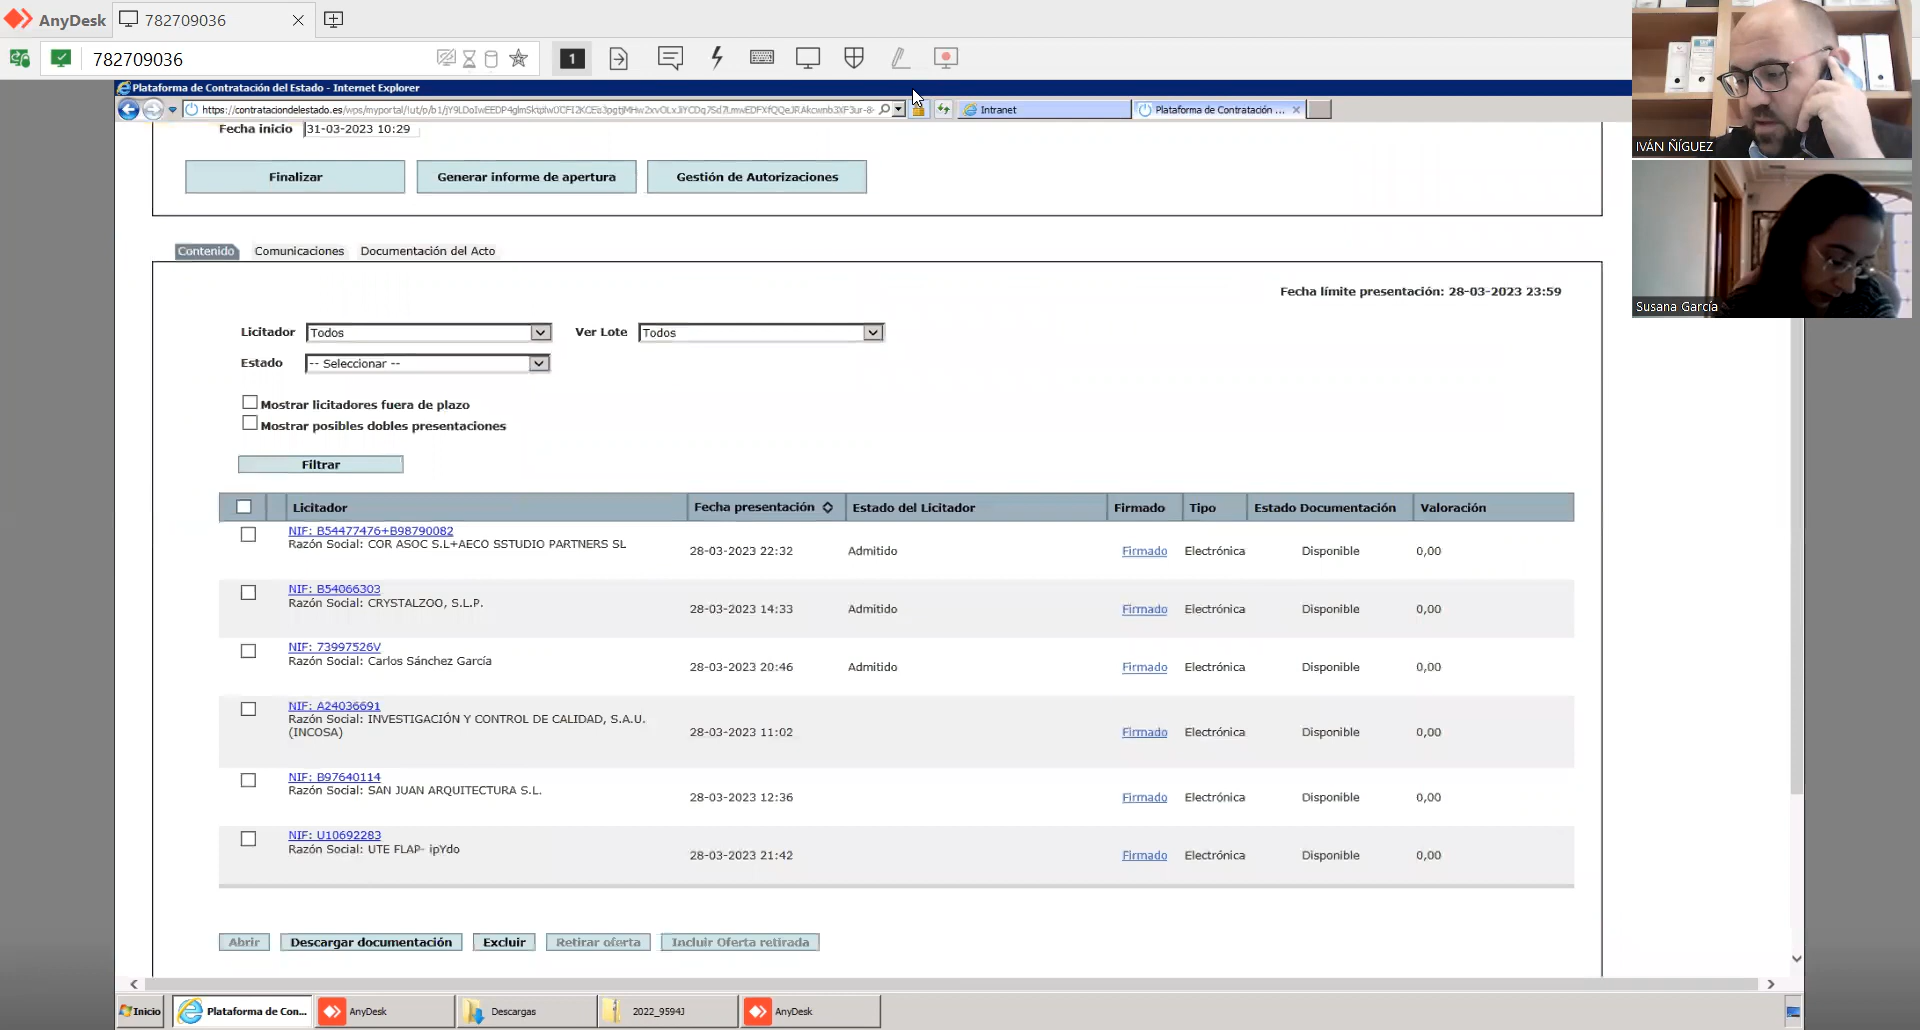 AnyDesk
782709036
782709036
1
Plataforma de Contratación del Estado - Internet Explorer
Intranet
Plataforma de Contratación ...
Fecha inicio 31-03-2023 10:29
Finalizar
Generar informe de apertura
Gestión de Autorizaciones
IVÁN ÑÍGUEZ
Susana García
Contenido
Comunicaciones
Documentación del Acto
Fecha límite presentación: 28-03-2023 23:59
Licitador Todos Ver Lote Todos
Estado -- Seleccionar --
Mostrar licitadores fuera de plazo
Mostrar posibles dobles presentaciones
Filtrar
Licitador Fecha presentación Estado del Licitador Firmado Tipo Estado Documentación Valoración
NIF: B54477476+B98790082
Razón Social: COR ASOC S.L+AECO SSTUDIO PARTNERS SL
28-03-2023 22:32 Admitido Firmado Electrónica Disponible 0,00
NIF: B54066303
Razón Social: CRYSTALZOO, S.L.P.
28-03-2023 14:33 Admitido Firmado Electrónica Disponible 0,00
NIF: 73997526V
Razón Social: Carlos Sánchez García
28-03-2023 20:46 Admitido Firmado Electrónica Disponible 0,00
NIF: A24036691
Razón Social: INVESTIGACIÓN Y CONTROL DE CALIDAD, S.A.U.
(INCOSA)
28-03-2023 11:02 Firmado Electrónica Disponible 0,00
NIF: B97640114
Razón Social: SAN JUAN ARQUITECTURA S.L.
28-03-2023 12:36 Firmado Electrónica Disponible 0,00
NIF: U10692283
Razón Social: UTE FLAP- ipYdo
28-03-2023 21:42 Firmado Electrónica Disponible 0,00
Abrir
Descargar documentación
Excluir
Retirar oferta
Incluir Oferta retirada
Inicio
Plataforma de Con...
AnyDesk
Descargas
2022_9594J
AnyDesk